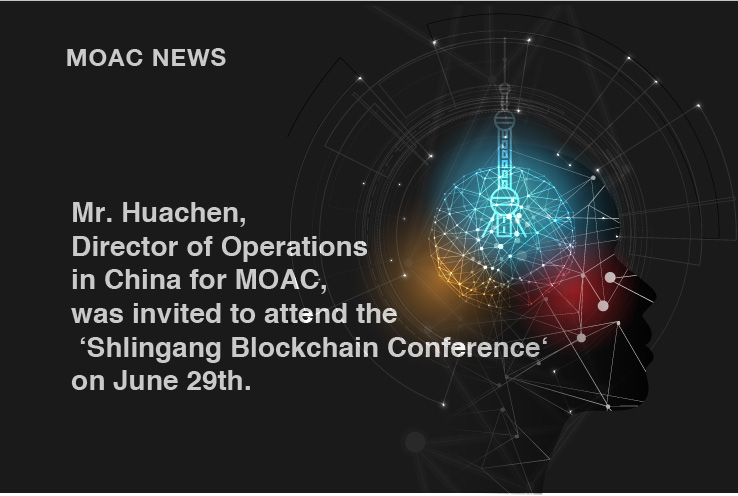 MOAC NEWS
Mr. Huachen,
Director of Operations
in China for MOAC,
was invited to attend the
‘Shlingang Blockchain Conference‘
on June 29th.